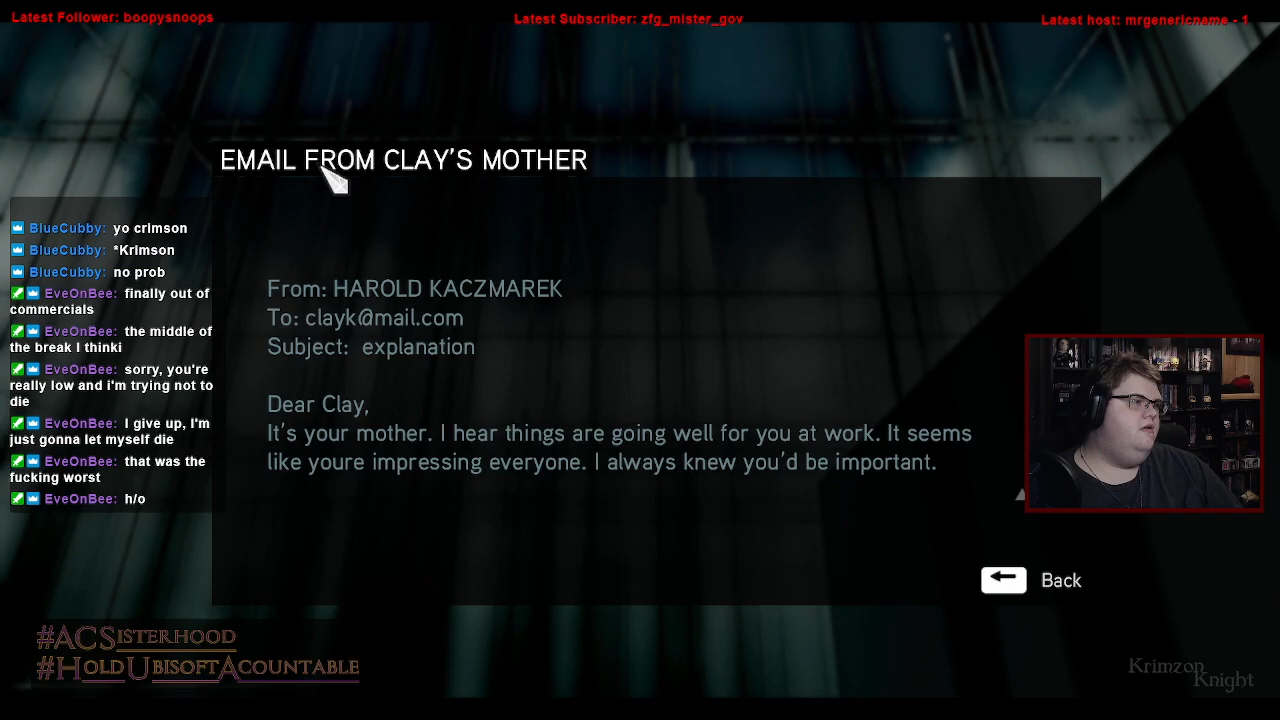 Latest Follower: boopysnoops
Latest Subscriber: zfg_mister_gov
Latest host: mrgenericname - 1
EMAIL FROM CLAY'S MOTHER
BlueCubby: yo crimson
BlueCubby: *Krimson
BlueCubby: no prob
EveOnBee: finally out of
commercials
EveOnBee: the middle of
the break I thinki
EveOnBee: sorry, you're
really low and i'm trying not to
die
EveOnBee: I give up, I'm
just gonna let myself die
EveOnBee: that was the
fucking worst
EveOnBee: h/o
From: HAROLD KACZMAREK
To: clayk@mail.com
Subject: explanation
Dear Clay,
It's your mother. I hear things are going well for you at work. It seems
like youre impressing everyone. I always knew you'd be important.
Back
#ACSisterhood
#HoldUbisoftAcountable
Krimzon
Knight